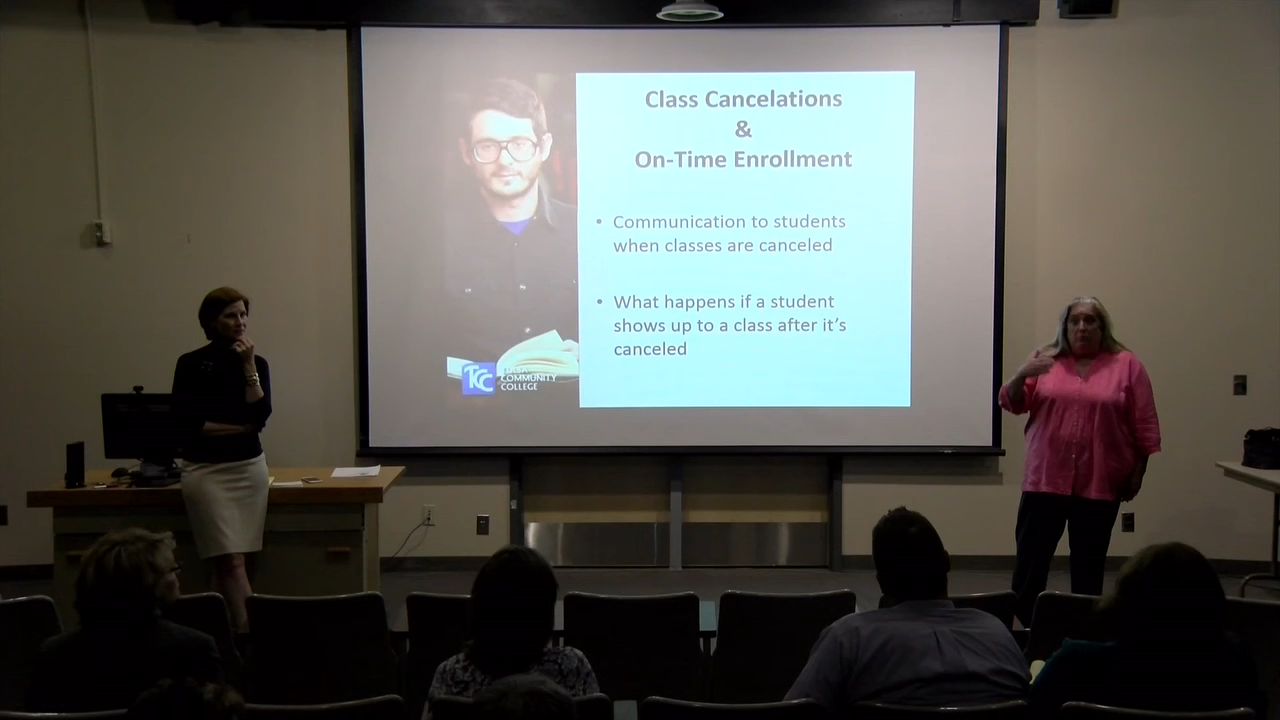 Class Cancelations
&
On-Time Enrollment
• Communication to students
when classes are canceled
• What happens if a student
shows up to a class after it's
canceled
TCC
COMMUNITY
COLLEGE